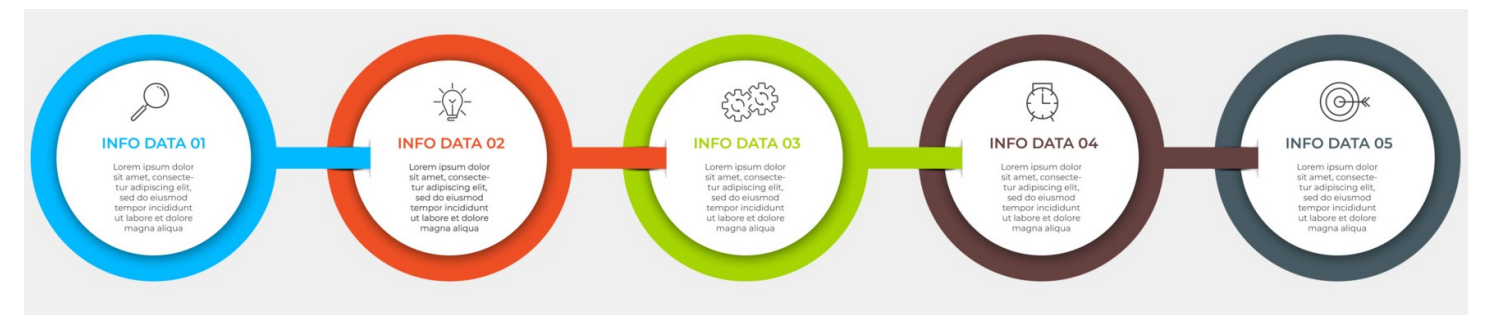 INFO DATA 01
Lorem ipsum dolor
sit amet, consecte-
tur adipiscing elit,
sed do eiusmod
tempor incididunt
ut labore et dolore
magna aliqua
INFO DATA 02
Lorem ipsum dolor
sit amet, consecte-
tur adipiscing elit,
sed do eiusmod
tempor incididunt
ut labore et dolore
magna aliqua
INFO DATA 03
Lorem ipsum dolor
sit amet, consecte-
tur adipiscing elit,
sed do eiusmod
tempor incididunt
ut labore et dolore
magna aliqua
INFO DATA 04
Lorem ipsum dolor
sit amet, consecte-
tur adipiscing elit,
sed do eiusmod
tempor incididunt
ut labore et dolore
magna aliqua
INFO DATA 05
Lorem ipsum dolor
sit amet, consecte-
tur adipiscing elit,
sed do eiusmod
tempor incididunt
ut labore et dolore
magna aliqua